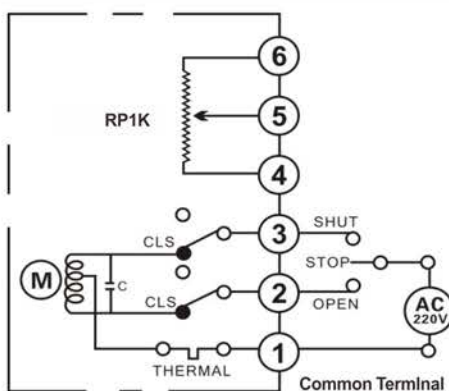 6
RP1K
5
4
3
SHUT
CLS
STOP
M
C
CLS
2
OPEN
AC
220V
1
THERMAL
Common Terminal